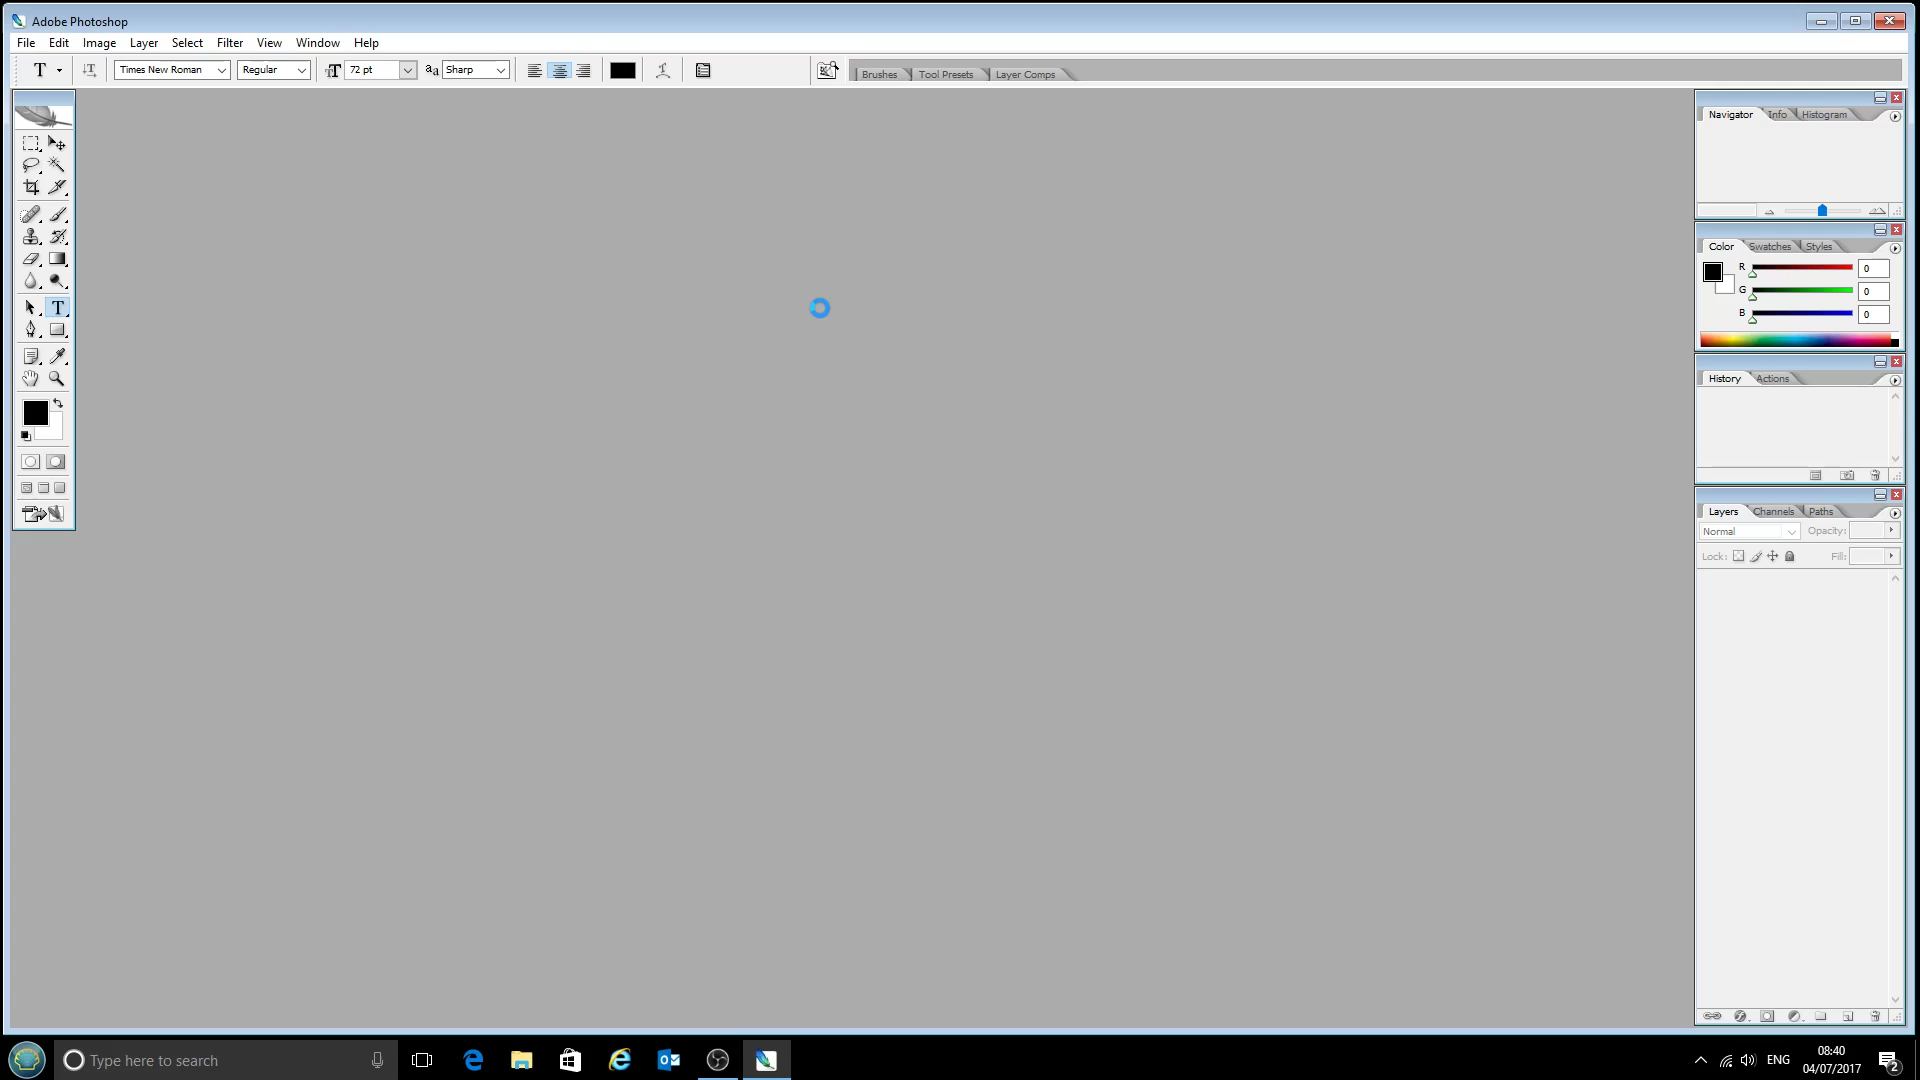 Adobe Photoshop
File Edit Image Layer Select Filter View Window Help
T Times New Roman Regular 72 pt Sharp Brushes Tool Presets Layer Comps
Navigator Info Histogram
Color Swatches Styles
R 0
G 0
B 0
History Actions
Layers Channels Paths
Normal Opacity:
Lock: Fill:
Type here to search
ENG
08:40
04/07/2017
2